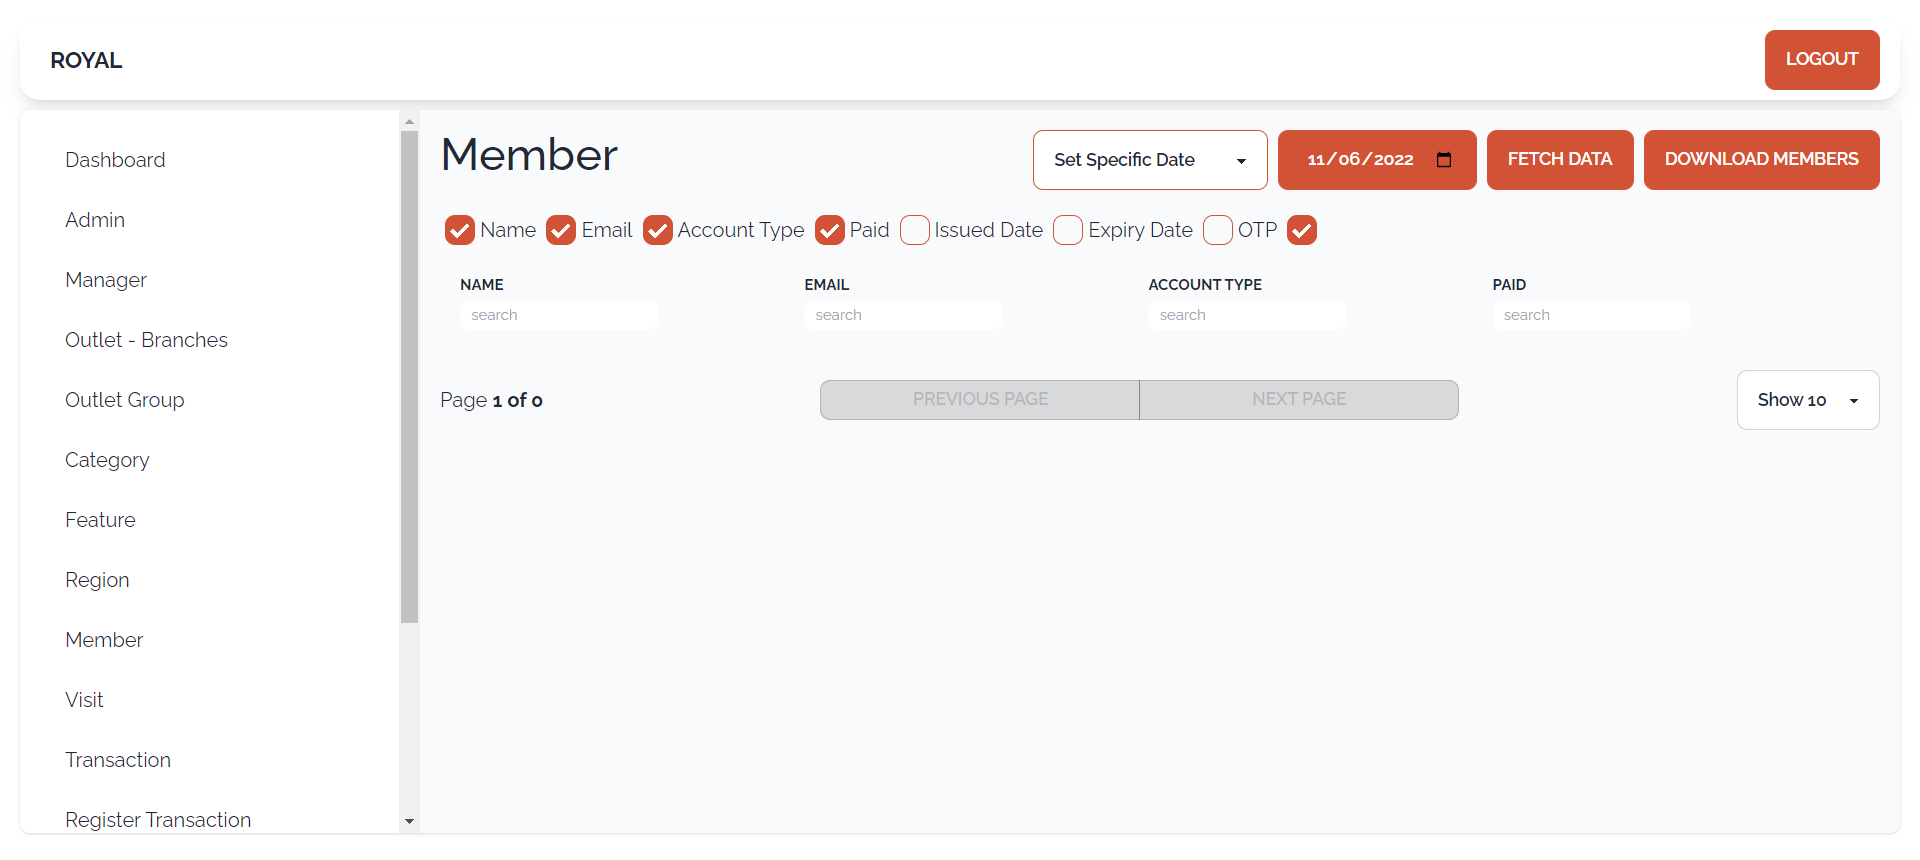 ROYAL
LOGOUT
Dashboard
Admin
Manager
Outlet - Branches
Outlet Group
Category
Feature
Region
Member
Visit
Transaction
Register Transaction
Member
Set Specific Date
11/06/2022
FETCH DATA
DOWNLOAD MEMBERS
Name Email Account Type Paid Issued Date Expiry Date OTP
NAME EMAIL ACCOUNT TYPE PAID
search search search search
Page 1 of 0
PREVIOUS PAGE
NEXT PAGE
Show 10